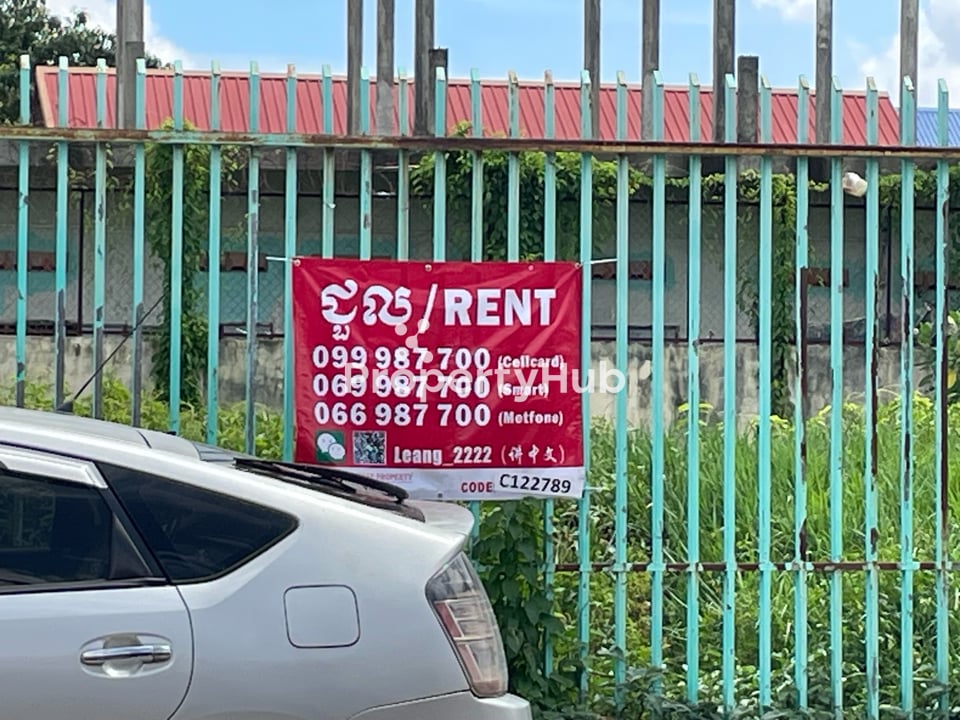 ជួល/RENT
099 987 700 (Cellcard)
069 987 700 (Smart)
PropertyHub
066 987 700 (Metfone)
Leang_2222 (讲中文)
PROPERTY
CODE C122789